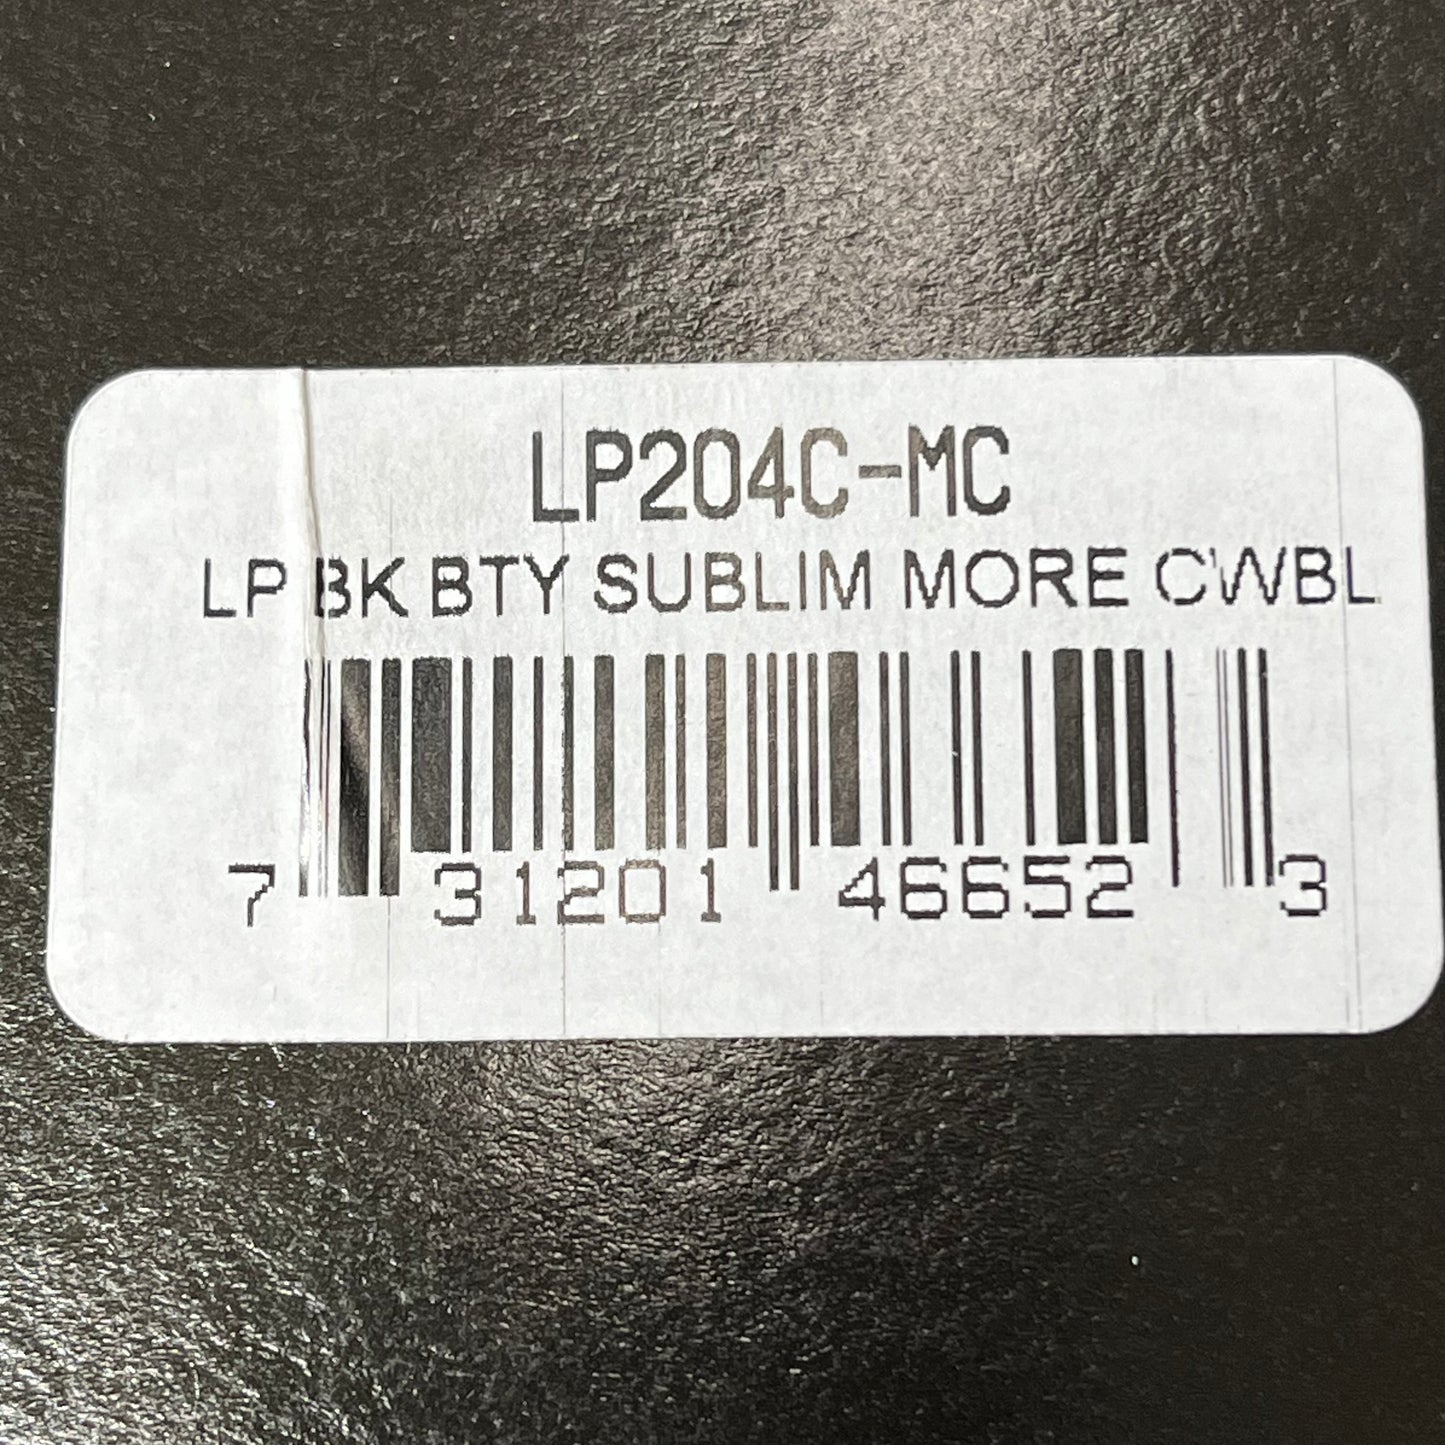 LP204C-MC
LP BK BTY SUBLIM MORE CWBL
7 31201 46652 3